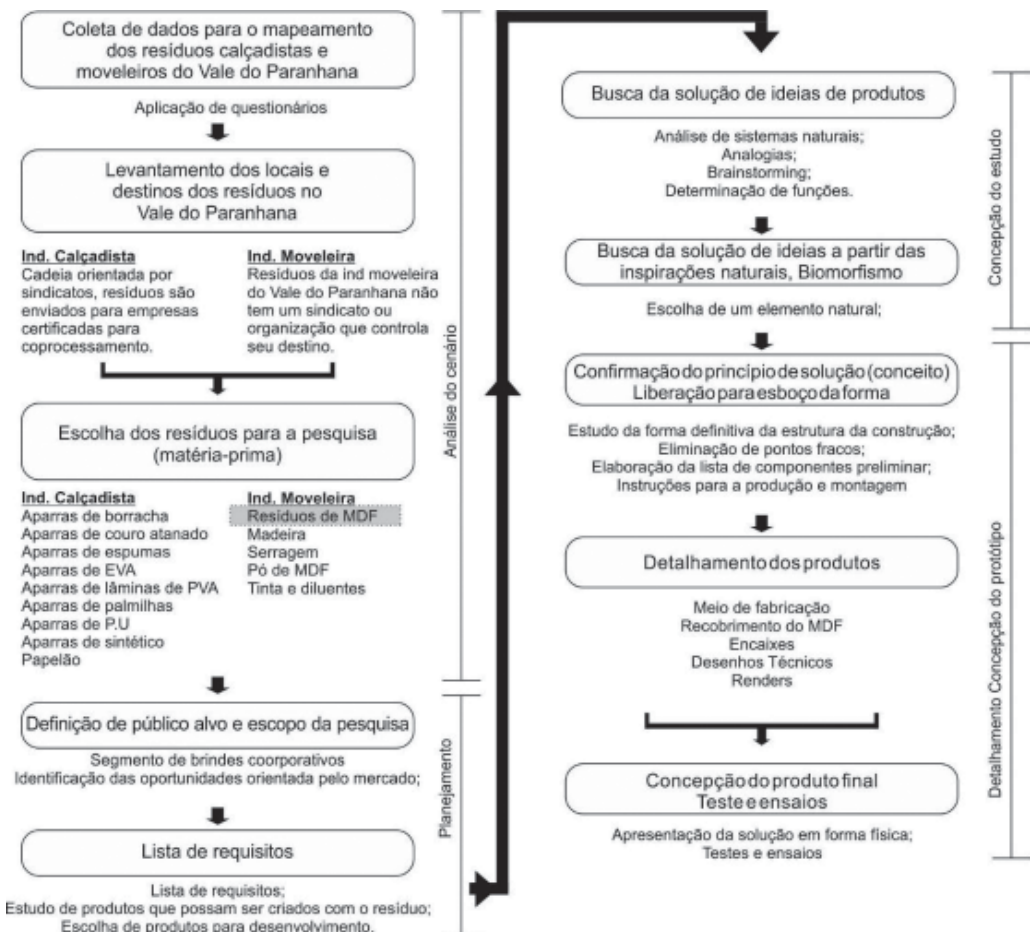 Coleta de dados para o mapeamento
dos resíduos calçadistas e
moveleiros do Vale do Paranhana
Aplicação de questionários
Levantamento dos locais e
destinos dos resíduos no
Vale do Paranhana
Ind. Calçadista
Cadeia orientada por
sindicatos, resíduos são
enviados para empresas
certificadas para
coprocessamento.
Ind. Moveleira
Resíduos da ind moveleira
do Vale do Paranhana não
tem um sindicato ou
organização que controla
seu destino.
Escolha dos resíduos para a pesquisa
(matéria-prima)
Ind. Calçadista
Aparras de borracha
Aparras de couro atanado
Aparras de espumas
Aparras de EVA
Aparras de lâminas de PVA
Aparras de palmilhas
Aparras de P.U
Aparras de sintético
Papelão
Ind. Moveleira
Resíduos de MDF
Madeira
Serragem
Pó de MDF
Tinta e diluentes
Análise do cenário
Definição de público alvo e escopo da pesquisa
Segmento de brindes coorporativos
Identificação das oportunidades orientada pelo mercado;
Lista de requisitos
Lista de requisitos;
Estudo de produtos que possam ser criados com o resíduo;
Escolha de produtos para desenvolvimento.
Planejamento
Busca da solução de ideias de produtos
Análise de sistemas naturais;
Analogias;
Brainstorming;
Determinação de funções.
Busca da solução de ideias a partir das
inspirações naturais, Biomorfismo
Escolha de um elemento natural;
Concepção do estudo
Confirmação do princípio de solução (conceito)
Liberação para esboço da forma
Estudo da forma definitiva da estrutura da construção;
Eliminação de pontos fracos;
Elaboração da lista de componentes preliminar;
Instruções para a produção e montagem
Detalhamento dos produtos
Meio de fabricação
Recobrimento do MDF
Encaixes
Desenhos Técnicos
Renders
Concepção do produto final
Teste e ensaios
Apresentação da solução em forma física;
Testes e ensaios
Detalhamento Concepção do protótipo